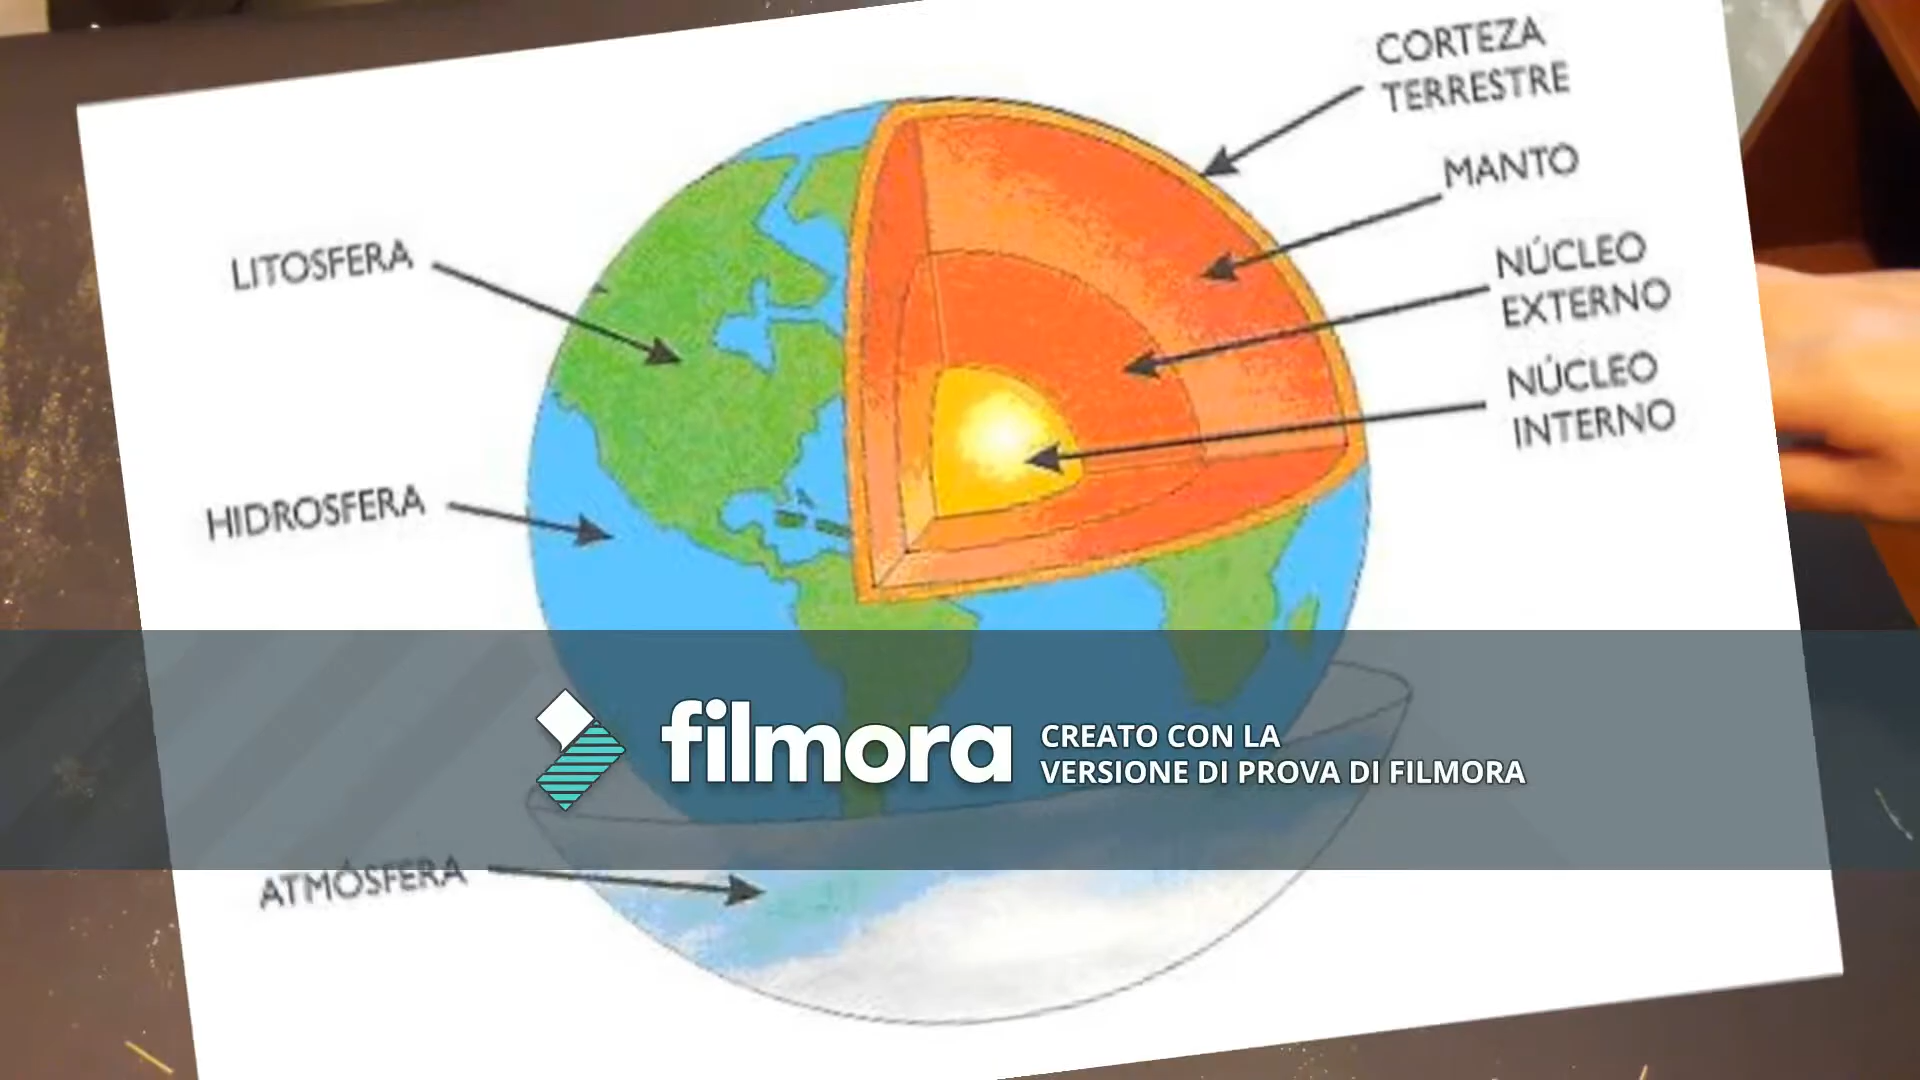 CORTEZA
TERRESTRE
MANTO
NÚCLEO
EXTERNO
NÚCLEO
INTERNO
LITOSFERA
HIDROSFERA
ATMÓSFERA
filmora
CREATO CON LA
VERSIONE DI PROVA DI FILMORA